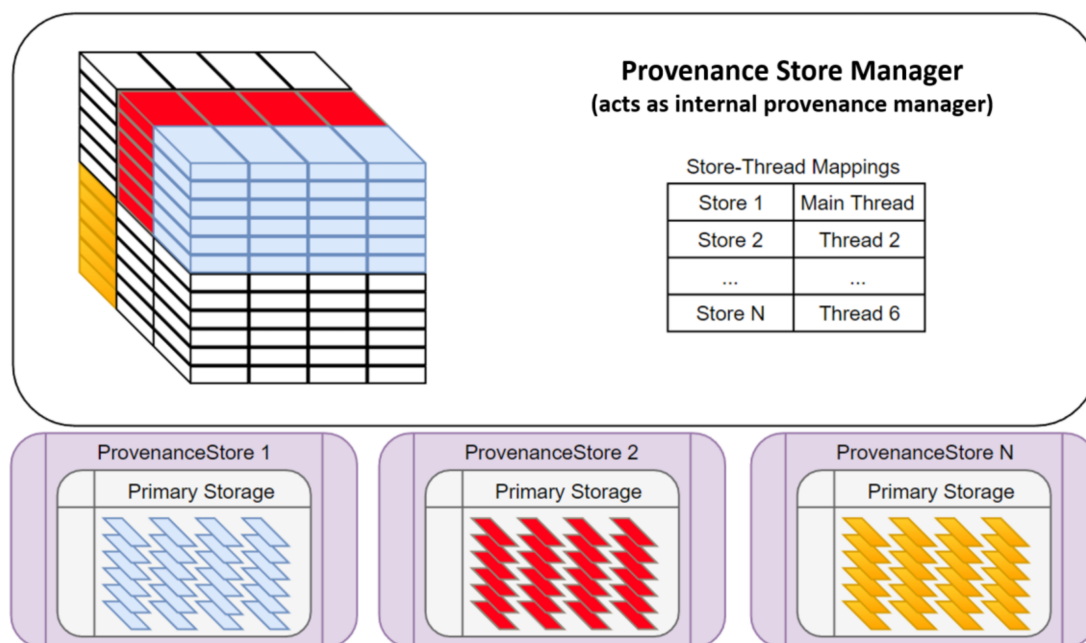 Provenance Store Manager
(acts as internal provenance manager)
Store-Thread Mappings
Store 1 Main Thread
Store 2 Thread 2
... ...
Store N Thread 6
ProvenanceStore 1 ProvenanceStore 2 ProvenanceStore N
Primary Storage Primary Storage Primary Storage